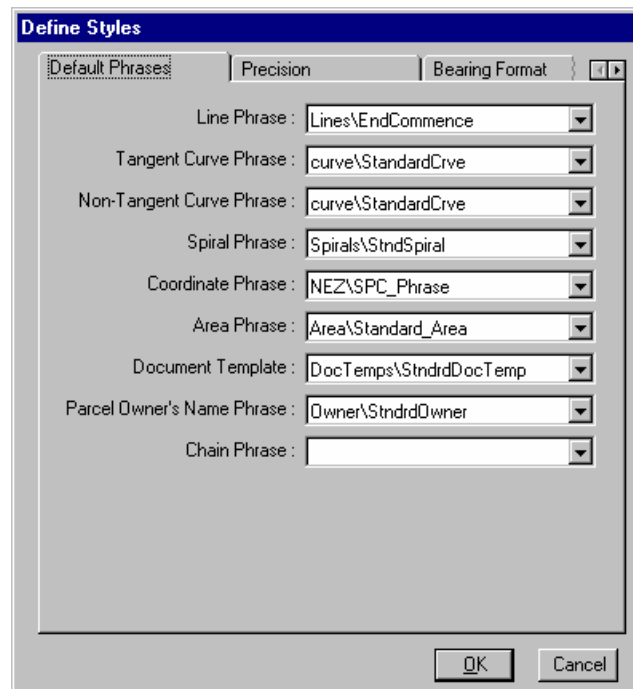 Define Styles
Default Phrases Precision Bearing Format
Line Phrase : Lines\EndCommence
Tangent Curve Phrase : curve\StandardCrve
Non-Tangent Curve Phrase : curve\StandardCrve
Spiral Phrase : Spirals\StndSpiral
Coordinate Phrase : NEZ\SPC_Phrase
Area Phrase : Area\Standard_Area
Document Template : DocTemps\StndrdDocTemp
Parcel Owner's Name Phrase : Owner\StndrdOwner
Chain Phrase :
OK Cancel